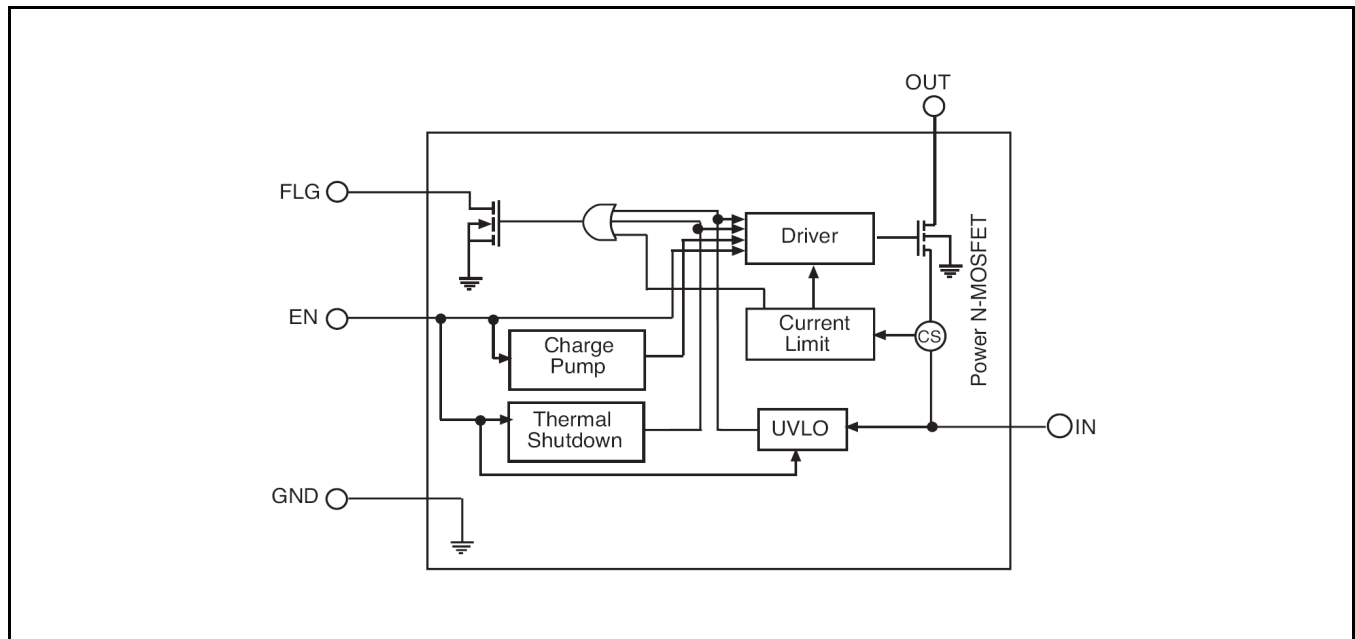 OUT
FLG
Driver
Power N-MOSFET
EN
Current
Limit
CS
Charge
Pump
Thermal
Shutdown
UVLO
IN
GND